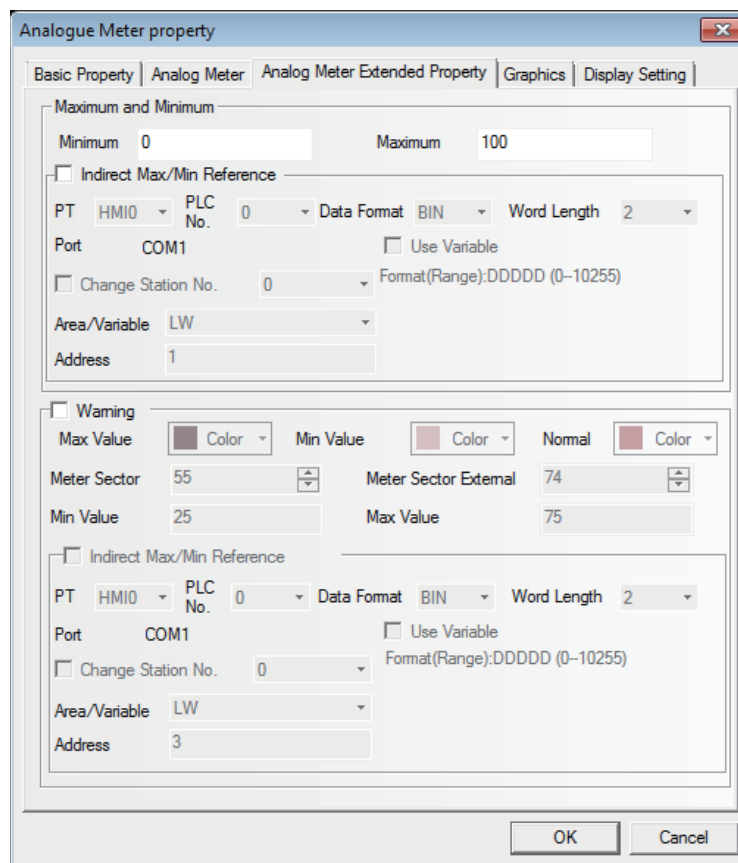 Analogue Meter property
Basic Property Analog Meter Analog Meter Extended Property Graphics Display Setting
Maximum and Minimum
Minimum 0 Maximum 100
Indirect Max/Min Reference
PT HMI0 PLC No. 0 Data Format BIN Word Length 2
Port COM1 Use Variable
Change Station No. 0 Format(Range):DDDDD (0--10255)
Area/Variable LW
Address 1
Warning
Max Value Color Min Value Color Normal Color
Meter Sector 55 Meter Sector External 74
Min Value 25 Max Value 75
Indirect Max/Min Reference
PT HMI0 PLC No. 0 Data Format BIN Word Length 2
Port COM1 Use Variable
Change Station No. 0 Format(Range):DDDDD (0--10255)
Area/Variable LW
Address 3
OK Cancel